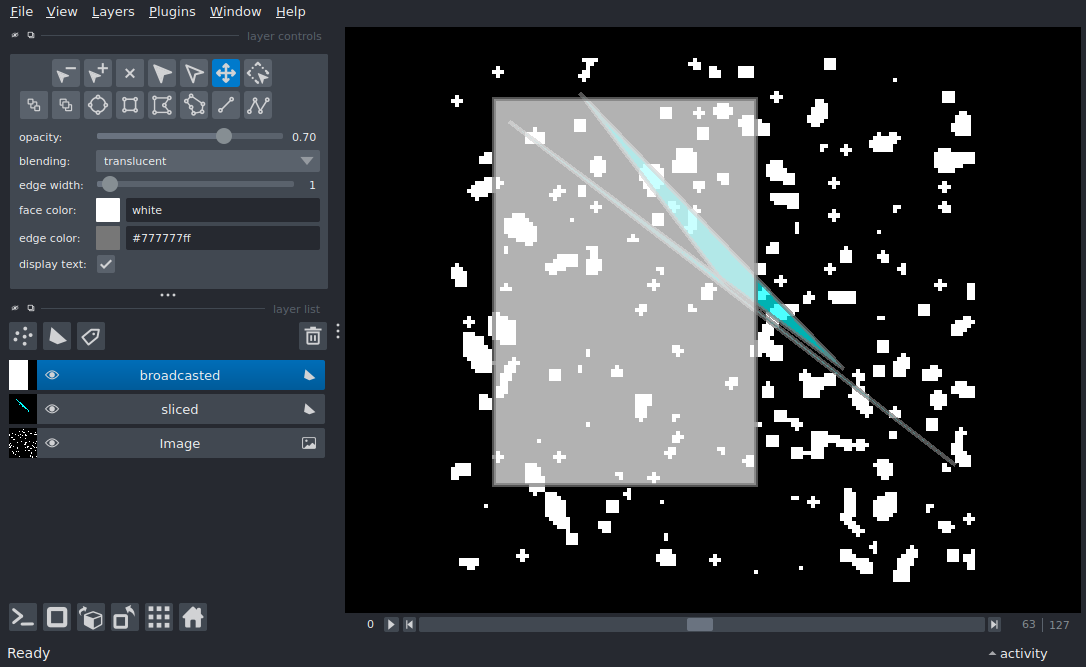 File View Layers Plugins Window Help
layer controls
opacity: 0.70
blending: translucent
edge width: 1
face color: white
edge color: #777777ff
display text:
layer list
broadcasted
sliced
Image
0 63 127
Ready activity